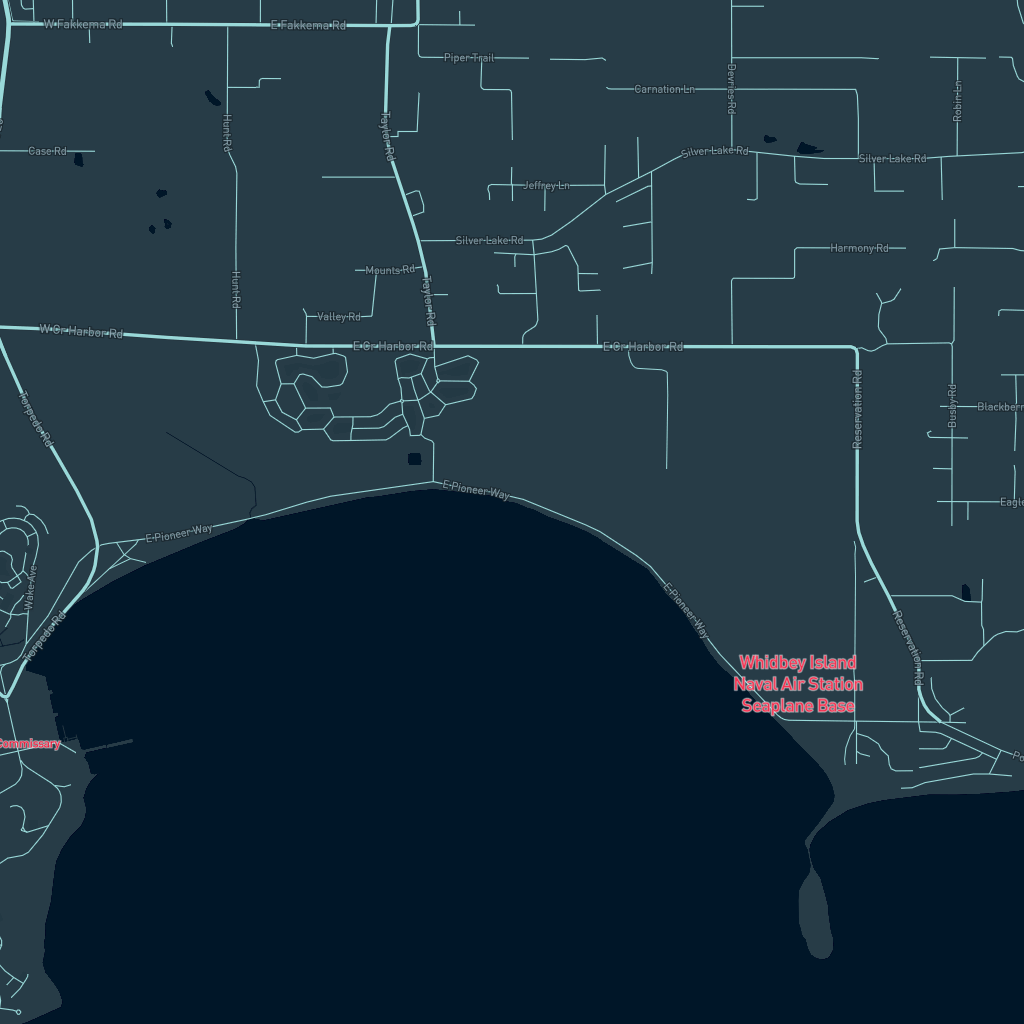 W Fakkema Rd
E Fakkema Rd
Piper Trail
Carnation Ln
Devries Rd
Robin Ln
Hunt Rd
Taylor Rd
Case Rd
Silver Lake Rd
Silver Lake Rd
Jeffrey Ln
Silver Lake Rd
Harmony Rd
Mounts Rd
Hunt Rd
Taylor Rd
Valley Rd
W Cr Harbor Rd
E Cr Harbor Rd
E Cr Harbor Rd
Torpedo Rd
Reservation Rd
Busby Rd
Blackberr
E Pioneer Way
Eagle
E Pioneer Way
Wake Ave
E Pioneer Way
Torpedo Rd
Reservation Rd
Whidbey Island
Naval Air Station
Seaplane Base
Commissary
Po